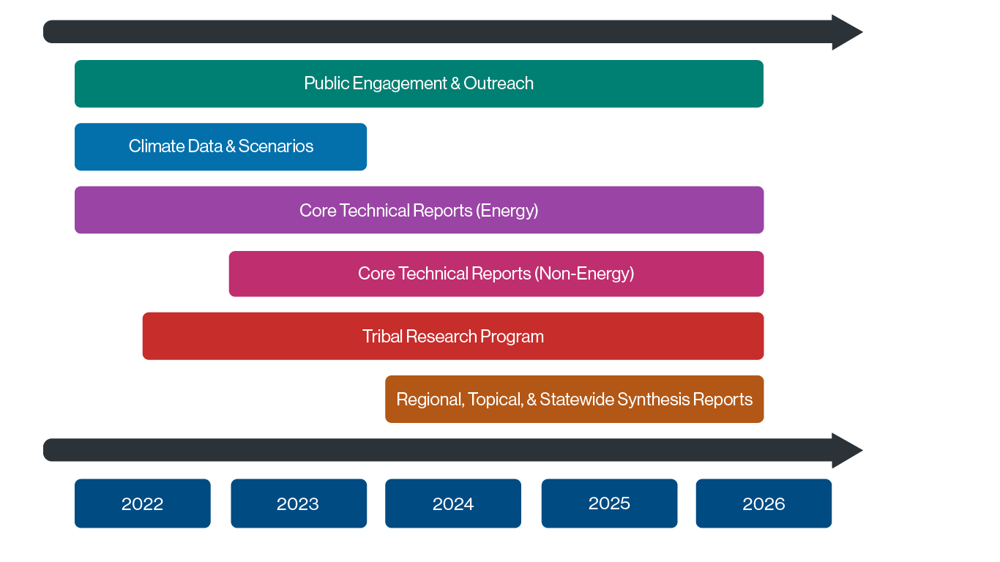 Public Engagement & Outreach
Climate Data & Scenarios
Core Technical Reports (Energy)
Core Technical Reports (Non-Energy)
Tribal Research Program
Regional, Topical, & Statewide Synthesis Reports
2022 2023 2024 2025 2026